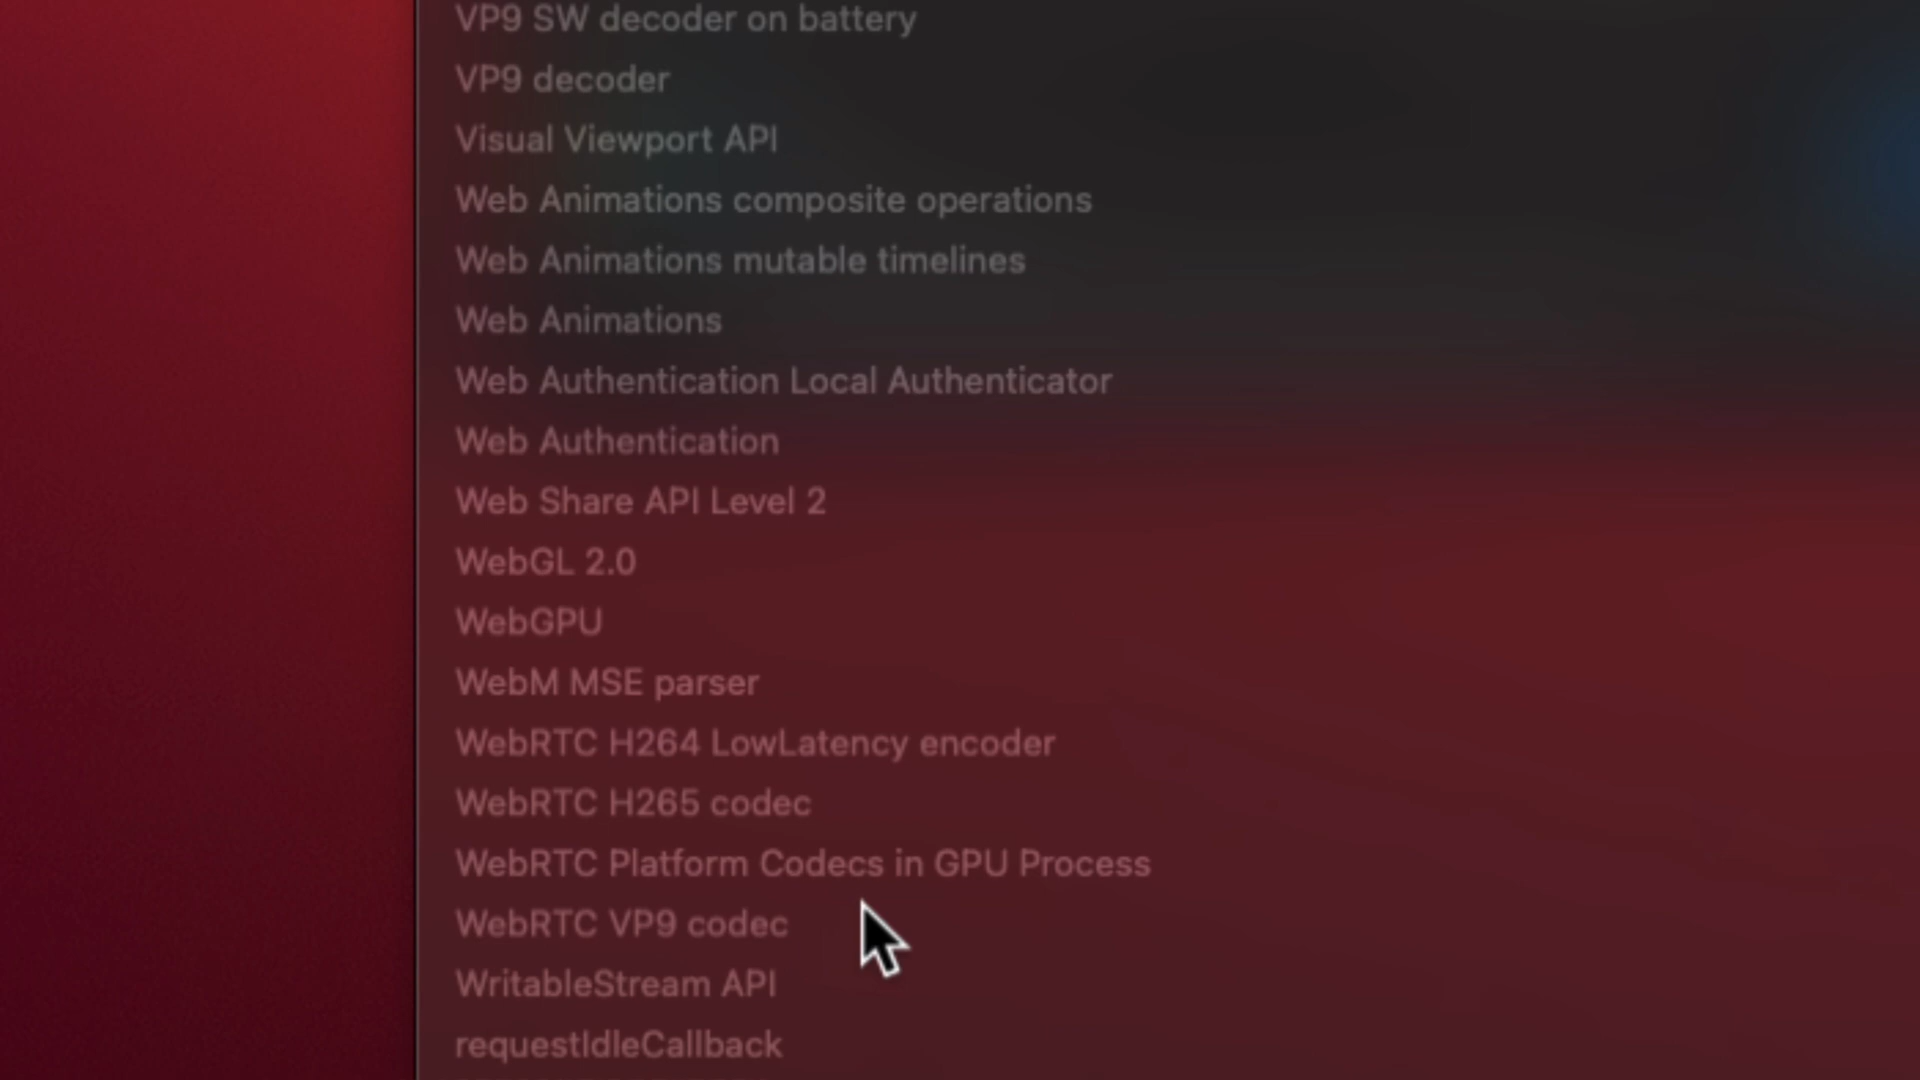 VP9 SW decoder on battery
VP9 decoder
Visual Viewport API
Web Animations composite operations
Web Animations mutable timelines
Web Animations
Web Authentication Local Authenticator
Web Authentication
Web Share API Level 2
WebGL 2.0
WebGPU
WebM MSE parser
WebRTC H264 LowLatency encoder
WebRTC H265 codec
WebRTC Platform Codecs in GPU Process
WebRTC VP9 codec
WritableStream API
requestIdleCallback